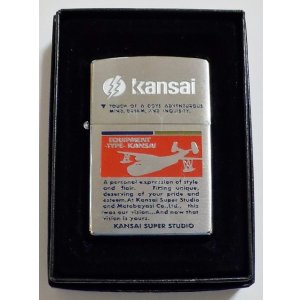 kansai
TOUCH OF A BOYS ADVENTUROUS
MIND, DREAM, AND INQUISITY.
EQUIPMENT
TYPE-KANSAI
A personal expression of style
and flair. Fitting unique,
deserving of your pride and
esteem. At Kansai Super Studio
and Matobayasi Co., Ltd., this
was our vision...And now that
vision is yours.
KANSAI SUPER STUDIO